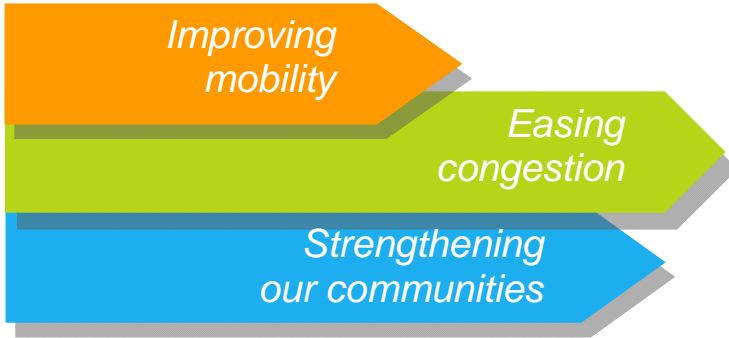 Improving
mobility
Easing
congestion
Strengthening
our communities